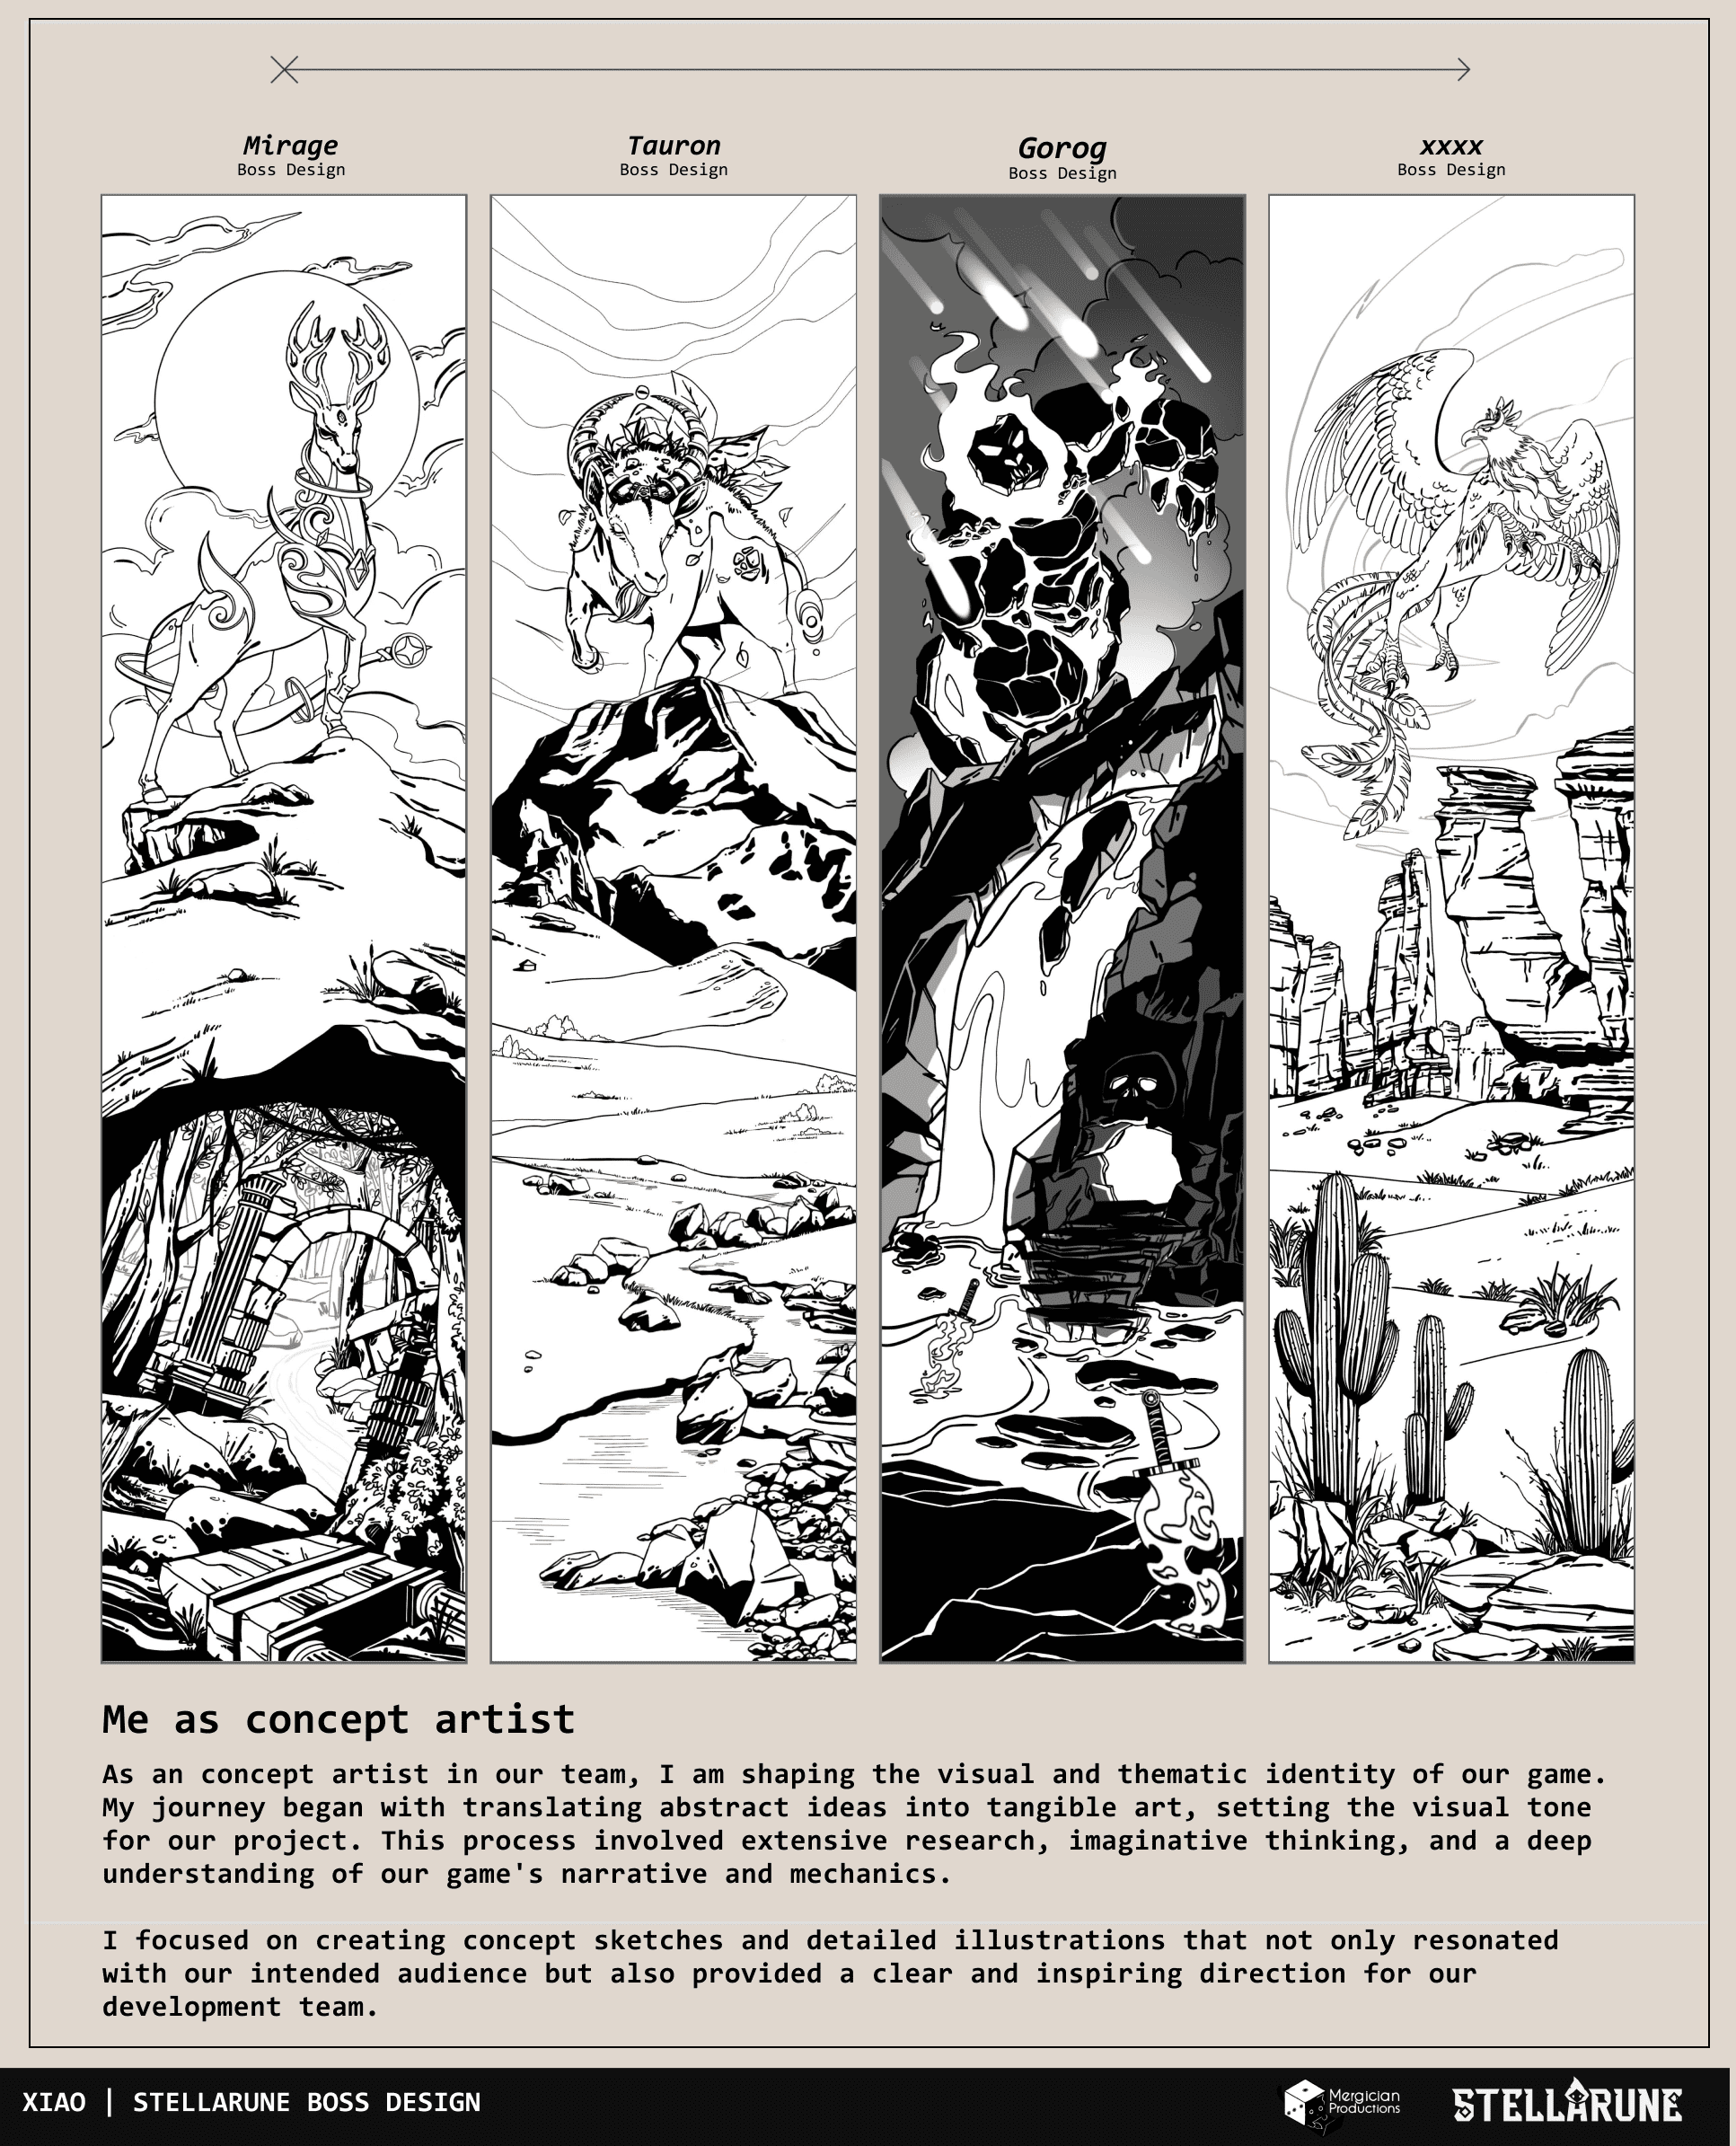 Mirage
Boss Design
Tauron
Boss Design
Gorog
Boss Design
xxxx
Boss Design
Me as concept artist
As an concept artist in our team, I am shaping the visual and thematic identity of our game.
My journey began with translating abstract ideas into tangible art, setting the visual tone
for our project. This process involved extensive research, imaginative thinking, and a deep
understanding of our game's narrative and mechanics.
I focused on creating concept sketches and detailed illustrations that not only resonated
with our intended audience but also provided a clear and inspiring direction for our
development team.
XIAO | STELLARUNE BOSS DESIGN
Mergician
Productions
STELLARUNE